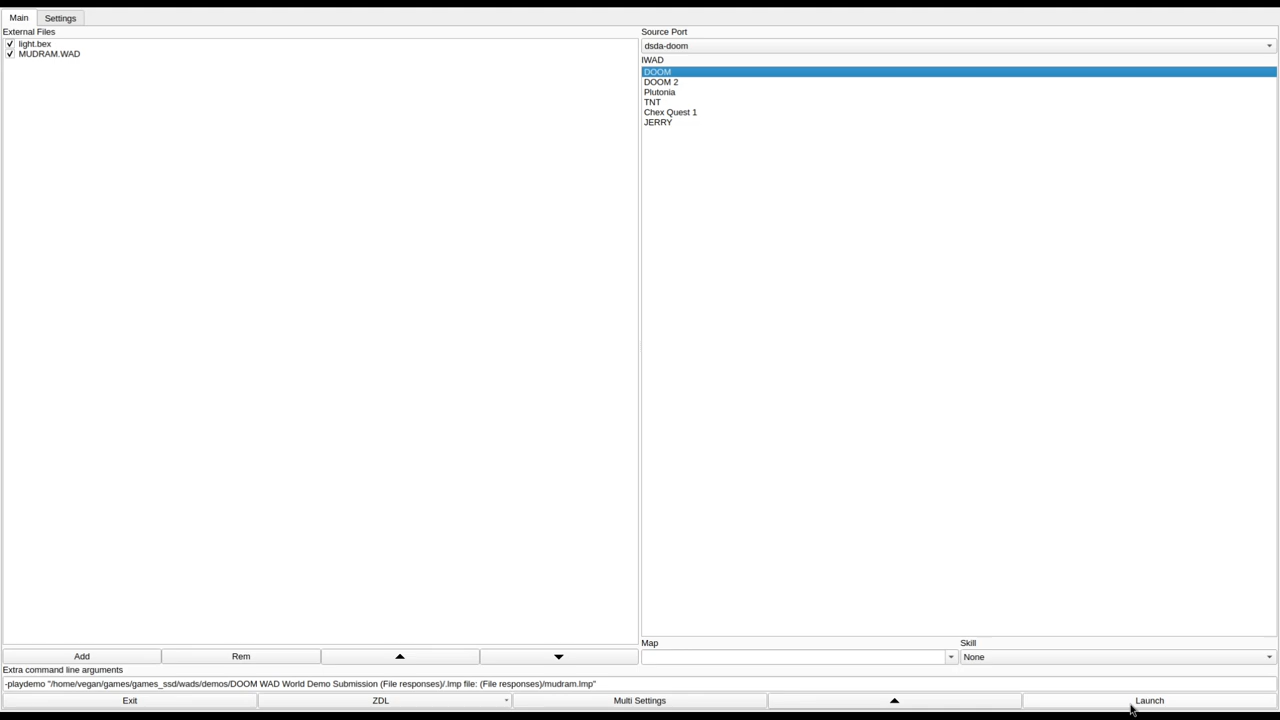 Main Settings
External Files
light.bex
MUDRAM.WAD
Source Port
dsda-doom
IWAD
DOOM
DOOM 2
Plutonia
TNT
Chex Quest 1
JERRY
Map Skill
None
Add Rem
Extra command line arguments
-playdemo "/home/vegan/games/games_ssd/wads/demos/DOOM WAD World Demo Submission (File responses)/.lmp file: (File responses)/mudram.lmp"
Exit ZDL Multi Settings Launch